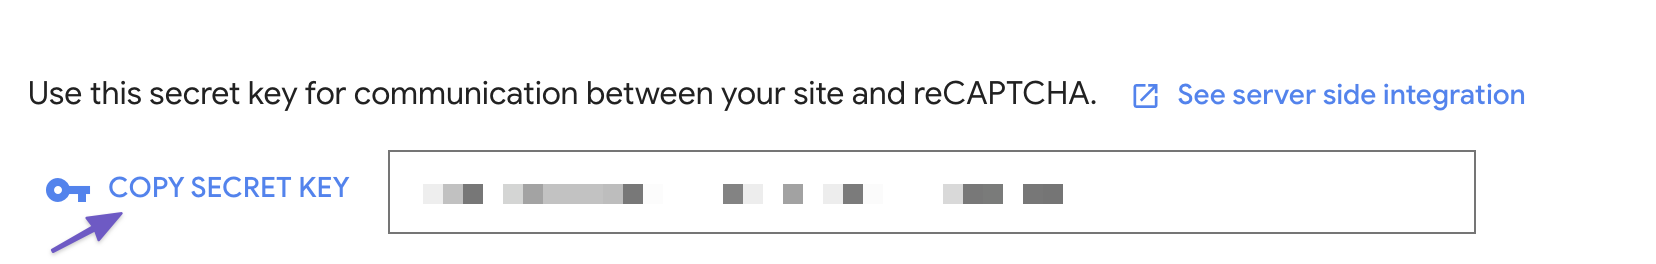 Use this secret key for communication between your site and reCAPTCHA. See server side integration
COPY SECRET KEY